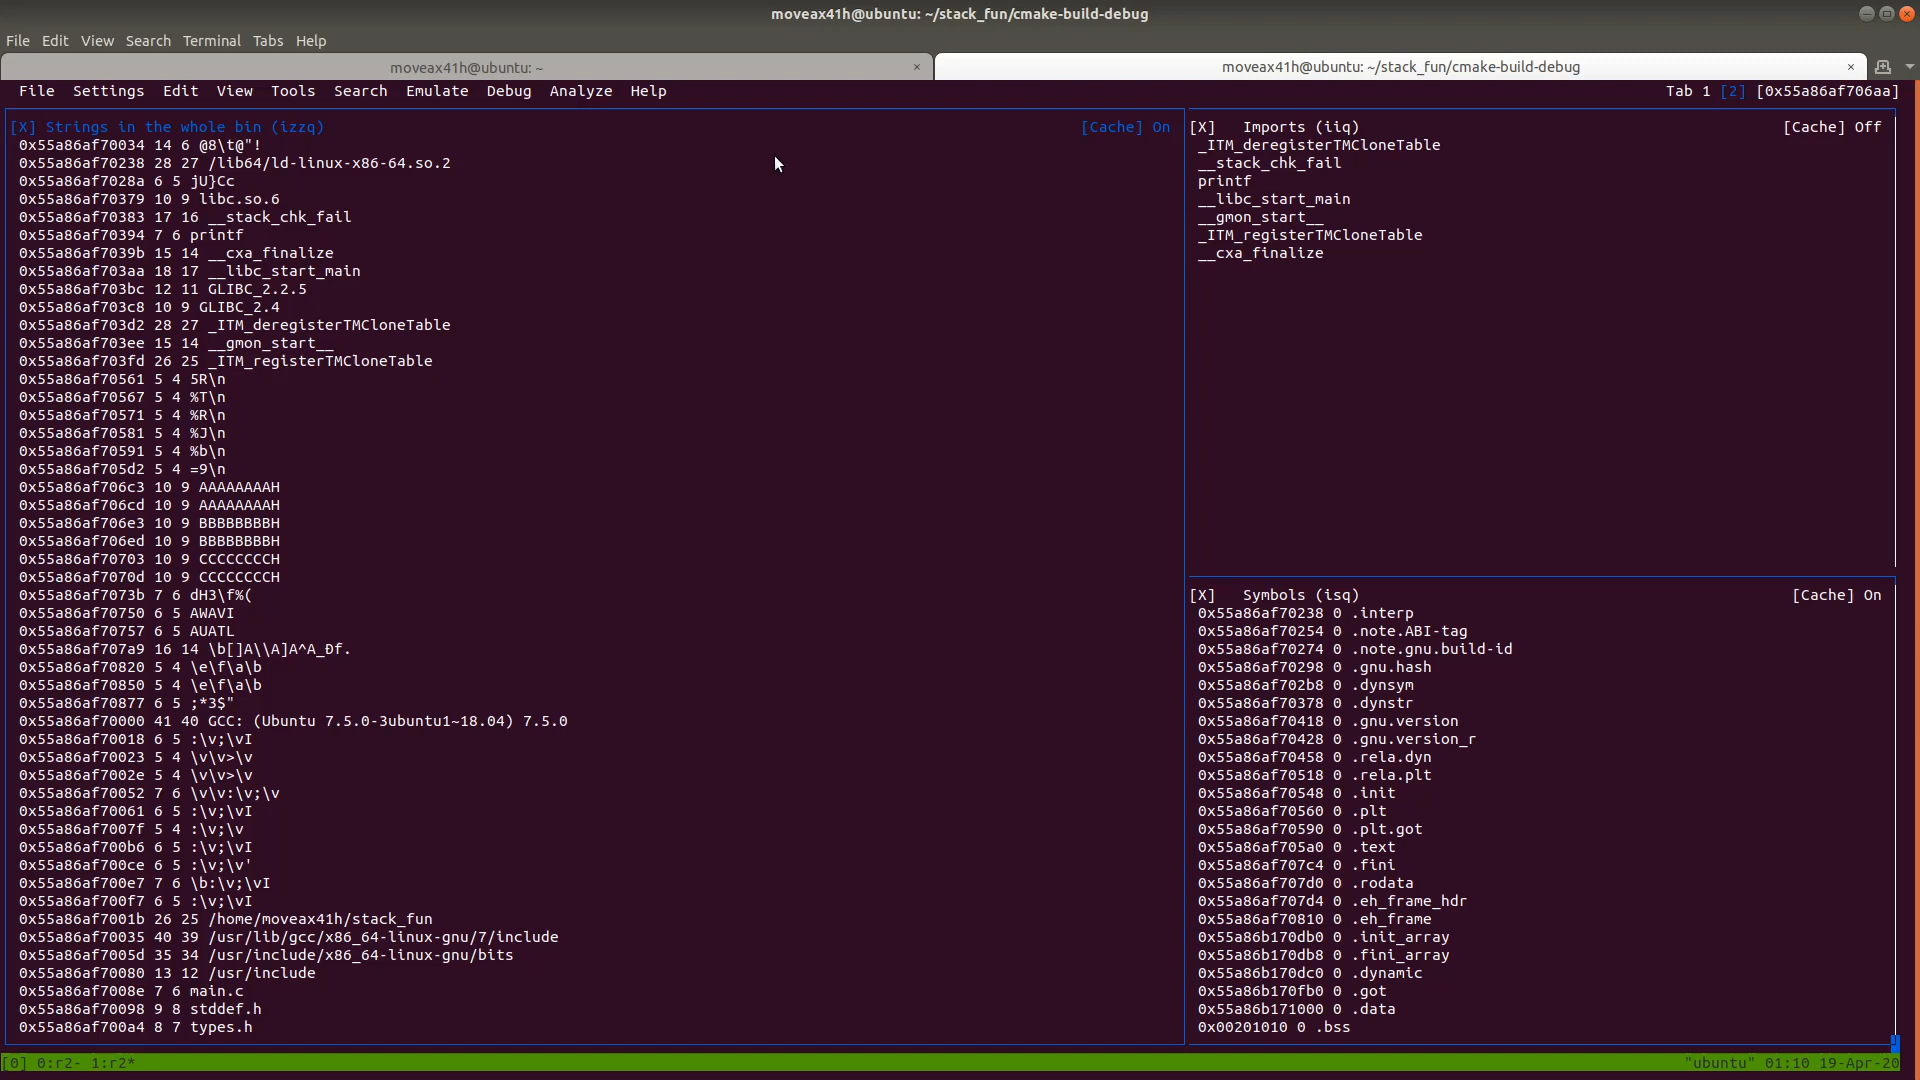 moveax41h@ubuntu: ~/stack_fun/cmake-build-debug
File Edit View Search Terminal Tabs Help
moveax41h@ubuntu: ~ ×
moveax41h@ubuntu: ~/stack_fun/cmake-build-debug ×
File Settings Edit View Tools Search Emulate Debug Analyze Help Tab 1 [2] [0x55a86af706aa]
[X] Strings in the whole bin (izzq) [Cache] On
0x55a86af70034 14 6 @8\t@"!
0x55a86af70238 28 27 /lib64/ld-linux-x86-64.so.2
0x55a86af7028a 6 5 jU}Cc
0x55a86af70379 10 9 libc.so.6
0x55a86af70383 17 16 __stack_chk_fail
0x55a86af70394 7 6 printf
0x55a86af7039b 15 14 __cxa_finalize
0x55a86af703aa 18 17 __libc_start_main
0x55a86af703bc 12 11 GLIBC_2.2.5
0x55a86af703c8 10 9 GLIBC_2.4
0x55a86af703d2 28 27 _ITM_deregisterTMCloneTable
0x55a86af703ee 15 14 __gmon_start__
0x55a86af703fd 26 25 _ITM_registerTMCloneTable
0x55a86af70561 5 4 5R\n
0x55a86af70567 5 4 %T\n
0x55a86af70571 5 4 %R\n
0x55a86af70581 5 4 %J\n
0x55a86af70591 5 4 %b\n
0x55a86af705d2 5 4 =9\n
0x55a86af706c3 10 9 AAAAAAAAH
0x55a86af706cd 10 9 AAAAAAAAH
0x55a86af706e3 10 9 BBBBBBBBH
0x55a86af706ed 10 9 BBBBBBBBH
0x55a86af70703 10 9 CCCCCCCCH
0x55a86af7070d 10 9 CCCCCCCCH
0x55a86af7073b 7 6 dH3\f%(
0x55a86af70750 6 5 AWAVI
0x55a86af70757 6 5 AUATL
0x55a86af707a9 16 14 \b[]A\\A]A^A_Ðf.
0x55a86af70820 5 4 \e\f\a\b
0x55a86af70850 5 4 \e\f\a\b
0x55a86af70877 6 5 ;*3$"
0x55a86af70000 41 40 GCC: (Ubuntu 7.5.0-3ubuntu1~18.04) 7.5.0
0x55a86af70018 6 5 :\v;\vI
0x55a86af70023 5 4 \v\v>\v
0x55a86af7002e 5 4 \v\v>\v
0x55a86af70052 7 6 \v\v:\v;\v
0x55a86af70061 6 5 :\v;\vI
0x55a86af7007f 5 4 :\v;\v
0x55a86af700b6 6 5 :\v;\vI
0x55a86af700ce 6 5 :\v;\v'
0x55a86af700e7 7 6 \b:\v;\vI
0x55a86af700f7 6 5 :\v;\vI
0x55a86af7001b 26 25 /home/moveax41h/stack_fun
0x55a86af70035 40 39 /usr/lib/gcc/x86_64-linux-gnu/7/include
0x55a86af7005d 35 34 /usr/include/x86_64-linux-gnu/bits
0x55a86af70080 13 12 /usr/include
0x55a86af7008e 7 6 main.c
0x55a86af70098 9 8 stddef.h
0x55a86af700a4 8 7 types.h
[X] Imports (iiq) [Cache] Off
_ITM_deregisterTMCloneTable
__stack_chk_fail
printf
__libc_start_main
__gmon_start__
_ITM_registerTMCloneTable
__cxa_finalize
[X] Symbols (isq) [Cache] On
0x55a86af70238 0 .interp
0x55a86af70254 0 .note.ABI-tag
0x55a86af70274 0 .note.gnu.build-id
0x55a86af70298 0 .gnu.hash
0x55a86af702b8 0 .dynsym
0x55a86af70378 0 .dynstr
0x55a86af70418 0 .gnu.version
0x55a86af70428 0 .gnu.version_r
0x55a86af70458 0 .rela.dyn
0x55a86af70518 0 .rela.plt
0x55a86af70548 0 .init
0x55a86af70560 0 .plt
0x55a86af70590 0 .plt.got
0x55a86af705a0 0 .text
0x55a86af707c4 0 .fini
0x55a86af707d0 0 .rodata
0x55a86af707d4 0 .eh_frame_hdr
0x55a86af70810 0 .eh_frame
0x55a86b170db0 0 .init_array
0x55a86b170db8 0 .fini_array
0x55a86b170dc0 0 .dynamic
0x55a86b170fb0 0 .got
0x55a86b171000 0 .data
0x00201010 0 .bss
[0] 0:r2- 1:r2* "ubuntu" 01:10 19-Apr-20